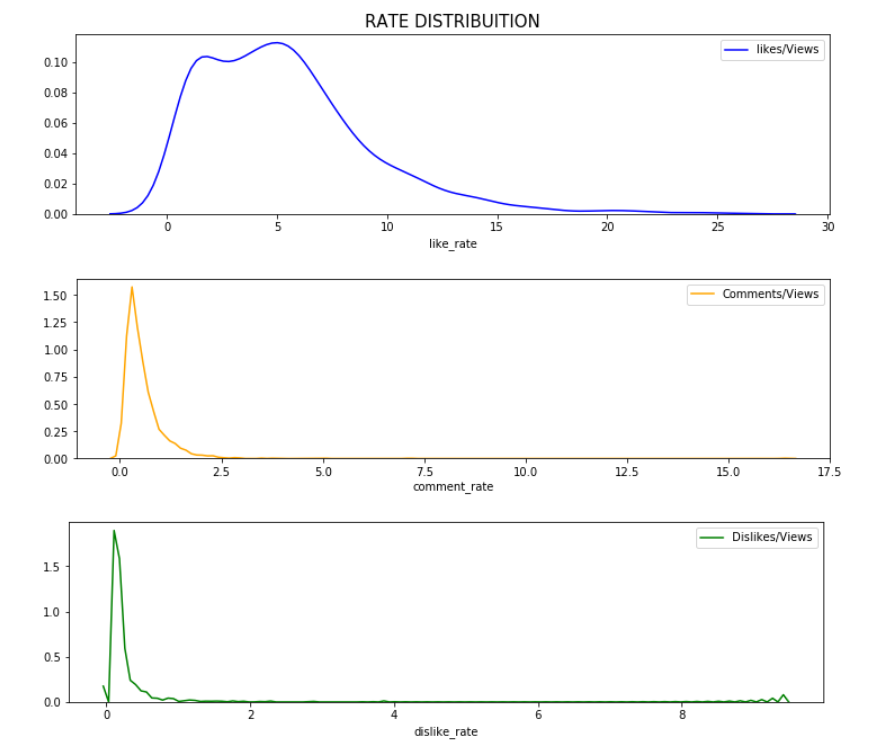 RATE DISTRIBUITION
likes/Views
0.10
0.08
0.06
0.04
0.02
0.00
0 5 10 15 20 25 30
like_rate
Comments/Views
1.50
1.25
1.00
0.75
0.50
0.25
0.00
0.0 2.5 5.0 7.5 10.0 12.5 15.0 17.5
comment_rate
Dislikes/Views
1.5
1.0
0.5
0.0
0 2 4 6 8
dislike_rate